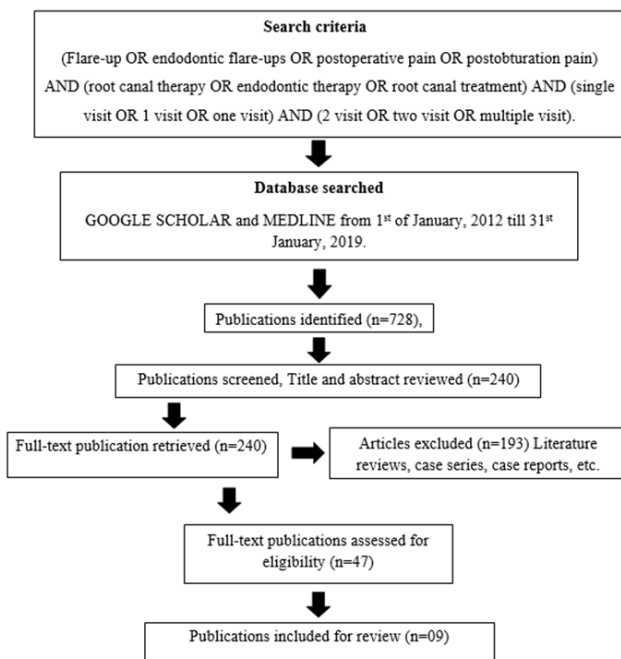 Search criteria
(Flare-up OR endodontic flare-ups OR postoperative pain OR postobturation pain)
AND (root canal therapy OR endodontic therapy OR root canal treatment) AND (single
visit OR 1 visit OR one visit) AND (2 visit OR two visit OR multiple visit).
Database searched
GOOGLE SCHOLAR and MEDLINE from 1st of January, 2012 till 31st
January, 2019.
Publications identified (n=728),
Publications screened, Title and abstract reviewed (n=240)
Full-text publication retrieved (n=240)
Articles excluded (n=193) Literature
reviews, case series, case reports, etc.
Full-text publications assessed for
eligibility (n=47)
Publications included for review (n=09)